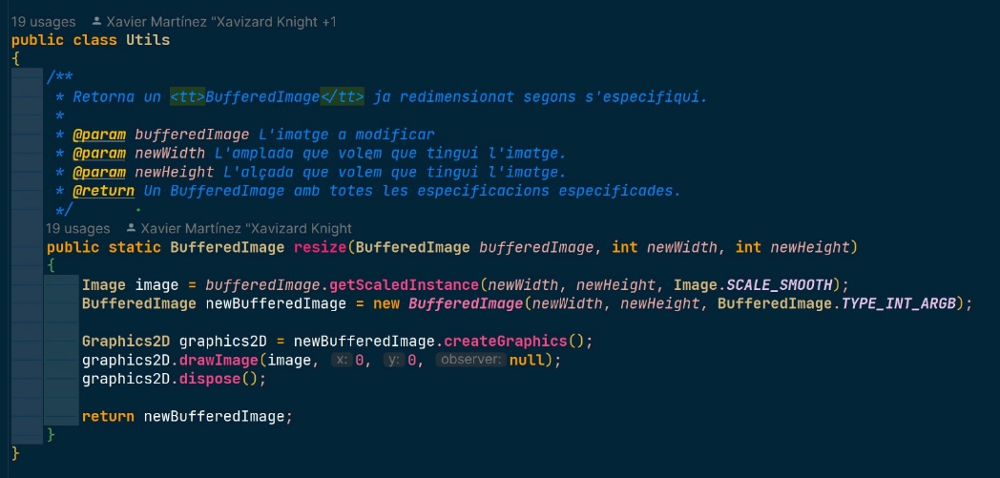 19 usages Xavier Martínez "Xavizard Knight +1
public class Utils
{
/**
* Retorna un <tt>BufferedImage</tt> ja redimensionat segons s'especifiqui.
*
* @param bufferedImage L'imatge a modificar
* @param newWidth L'amplada que volem que tingui l'imatge.
* @param newHeight L'alçada que volem que tingui l'imatge.
* @return Un BufferedImage amb totes les especificacions especificades.
*/
19 usages Xavier Martínez "Xavizard Knight
public static BufferedImage resize(BufferedImage bufferedImage, int newWidth, int newHeight)
{
Image image = bufferedImage.getScaledInstance(newWidth, newHeight, Image.SCALE_SMOOTH);
BufferedImage newBufferedImage = new BufferedImage(newWidth, newHeight, BufferedImage.TYPE_INT_ARGB);
Graphics2D graphics2D = newBufferedImage.createGraphics();
graphics2D.drawImage(image, x: 0, y: 0, observer: null);
graphics2D.dispose();
return newBufferedImage;
}
}